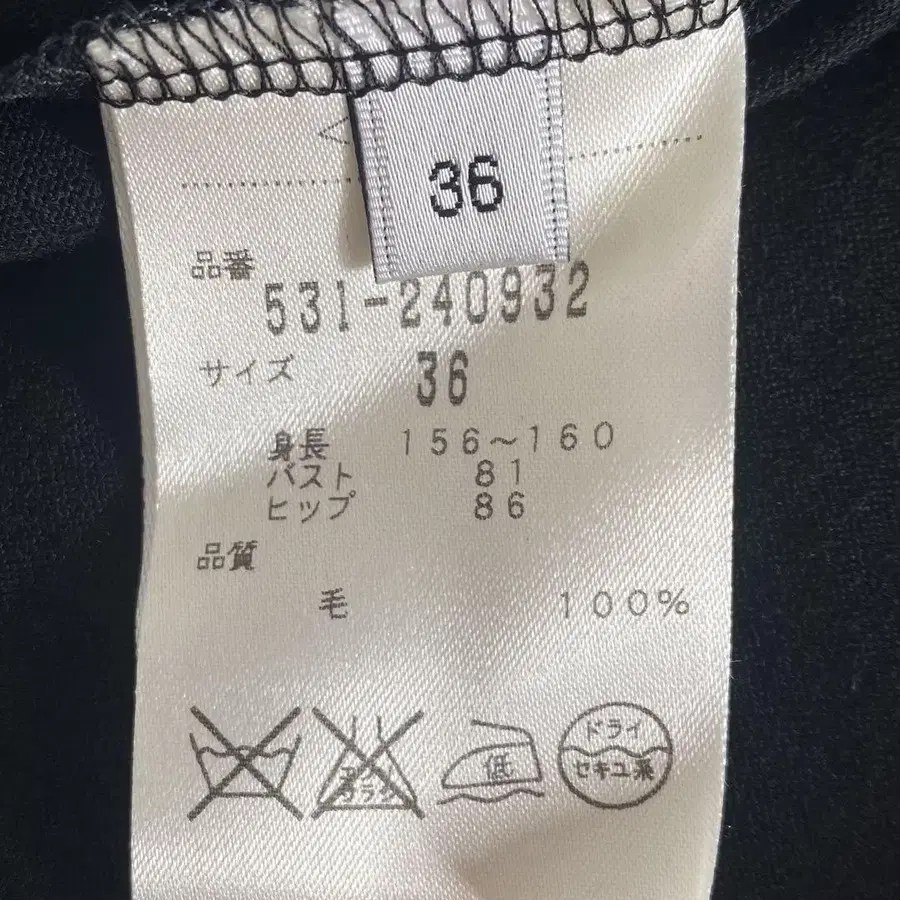 36
品番
531-240932
サイズ 36
身長 156～160
バスト 81
ヒップ 86
品質
毛 100%
低
ドライ
セキユ系